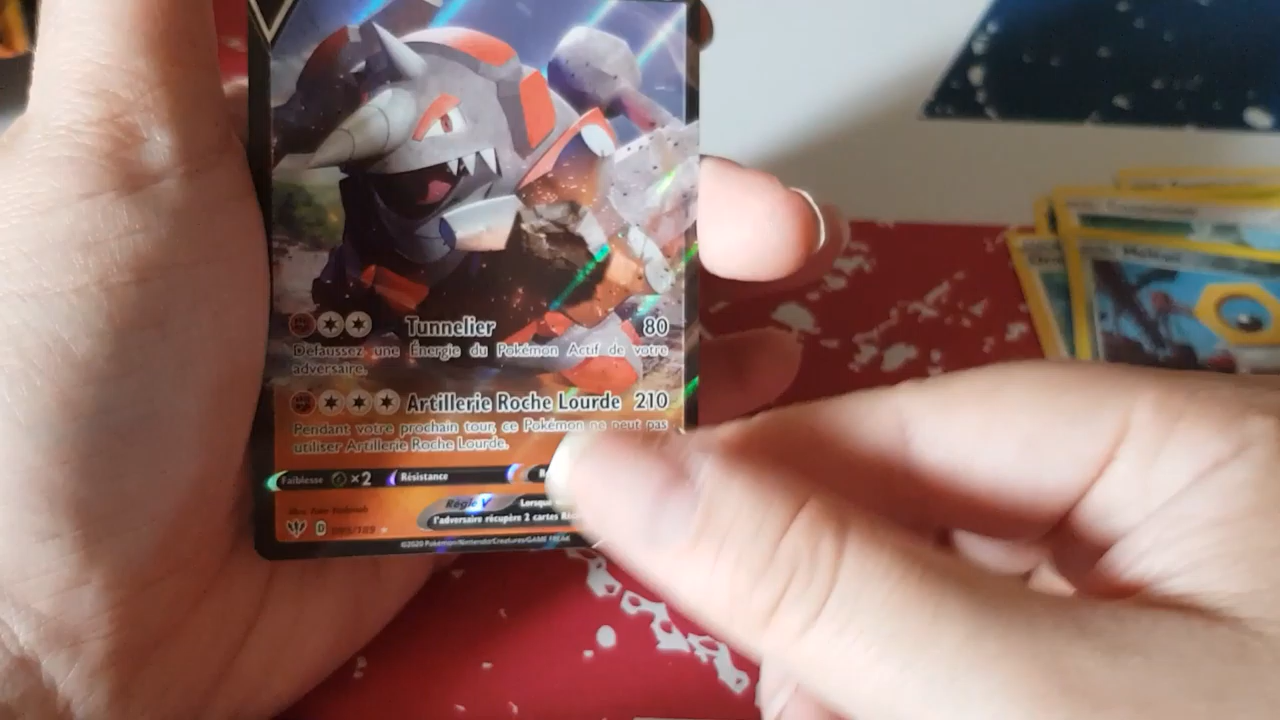 Tunnelier 80
Défaussez une Énergie du Pokémon Actif de votre
adversaire.
Artillerie Roche Lourde 210
Pendant votre prochain tour, ce Pokémon ne peut pas
utiliser Artillerie Roche Lourde.
Faiblesse ×2 Résistance
Règle V Lorsque
l'adversaire récupère 2 cartes Réc
D /189
©2020 Pokémon/Nintendo/Creatures/GAME FREAK